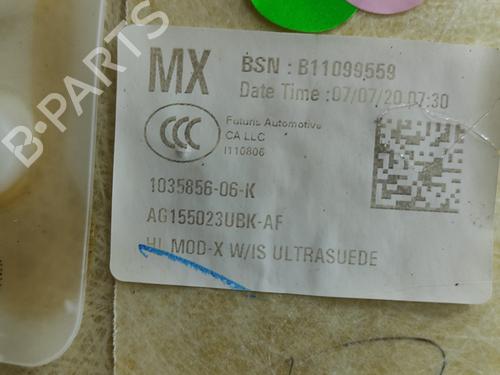 MX
BSN : B11099559
Date Time :07/07/20 07:30
CCC
Futuris Automotive
CA LLC
I110806
1035856-06-K
AG155023UBK-AF
HL MOD-X W/IS ULTRASUEDE
B-PARTS